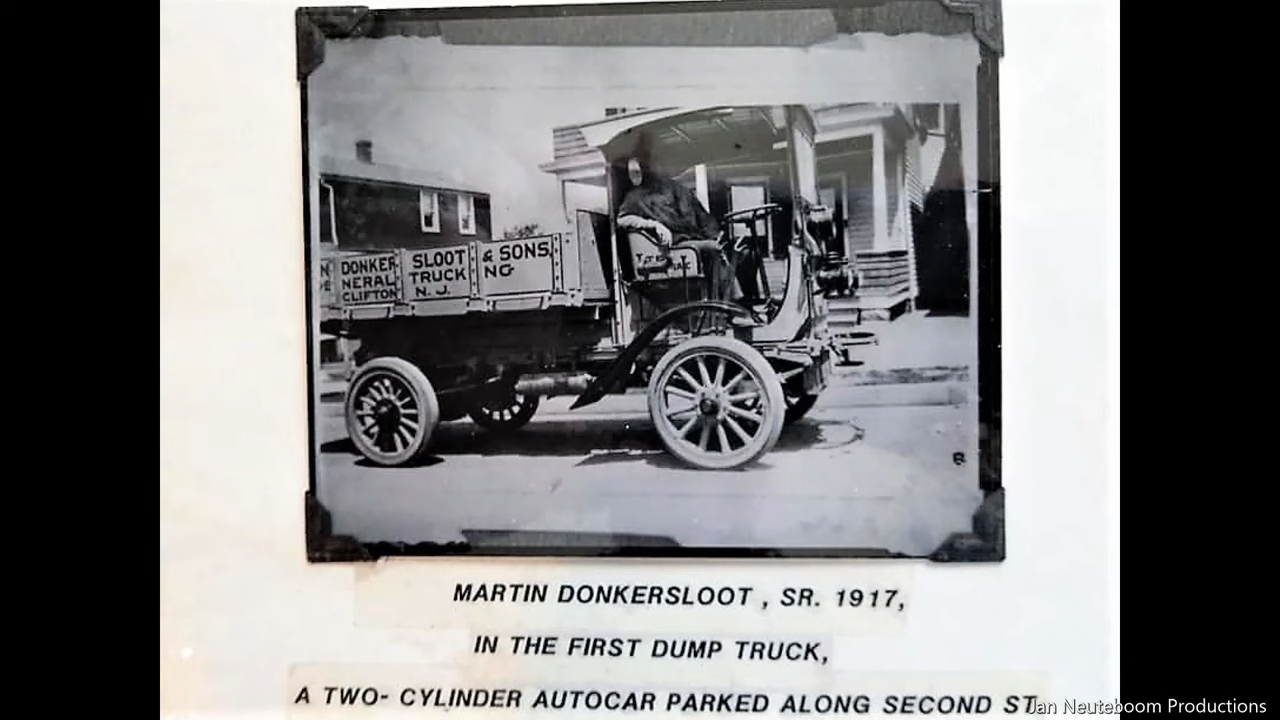 DONKER SLOOT & SONS,
NERAL TRUCK NG
CLIFTON N. J.
MARTIN DONKERSLOOT , SR. 1917,
IN THE FIRST DUMP TRUCK,
A TWO- CYLINDER AUTOCAR PARKED ALONG SECOND ST
Jan Neuteboom Productions